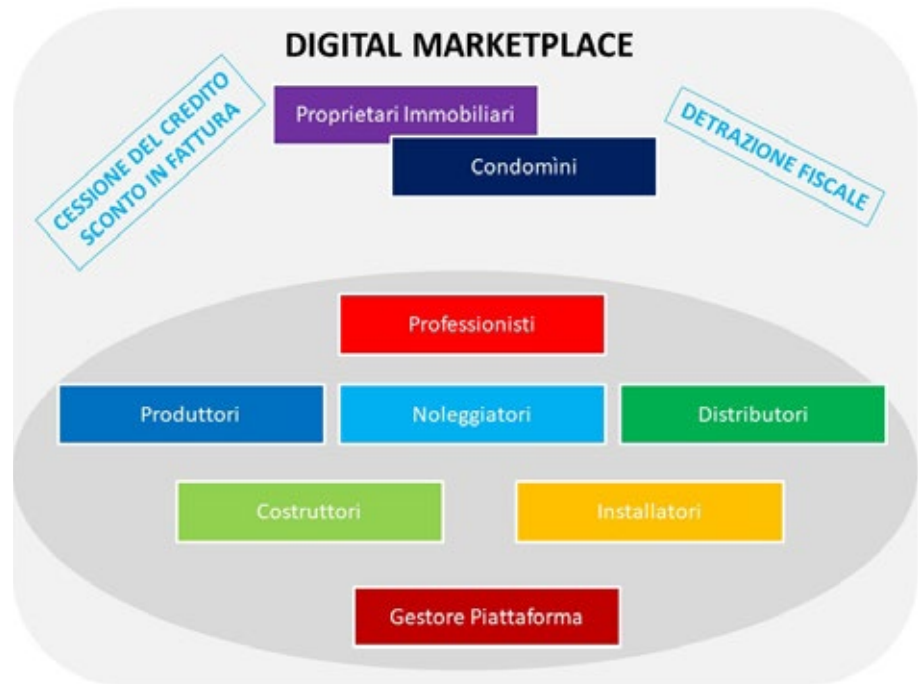 DIGITAL MARKETPLACE
CESSIONE DEL CREDITO
SCONTO IN FATTURA
Proprietari Immobiliari
DETRAZIONE FISCALE
Condomìni
Professionisti
Produttori
Noleggiatori
Distributori
Costruttori
Installatori
Gestore Piattaforma